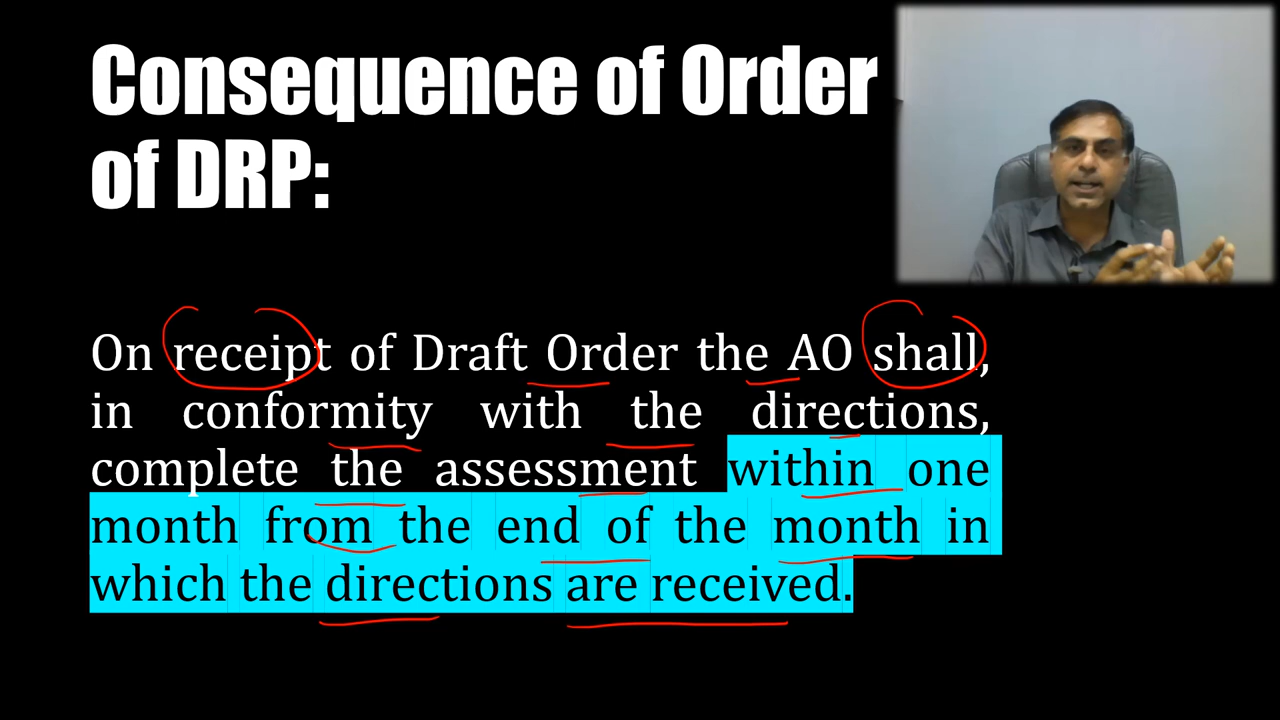 Consequence of Order
of DRP:
On receipt of Draft Order the AO shall,
in conformity with the directions,
complete the assessment within one
month from the end of the month in
which the directions are received.